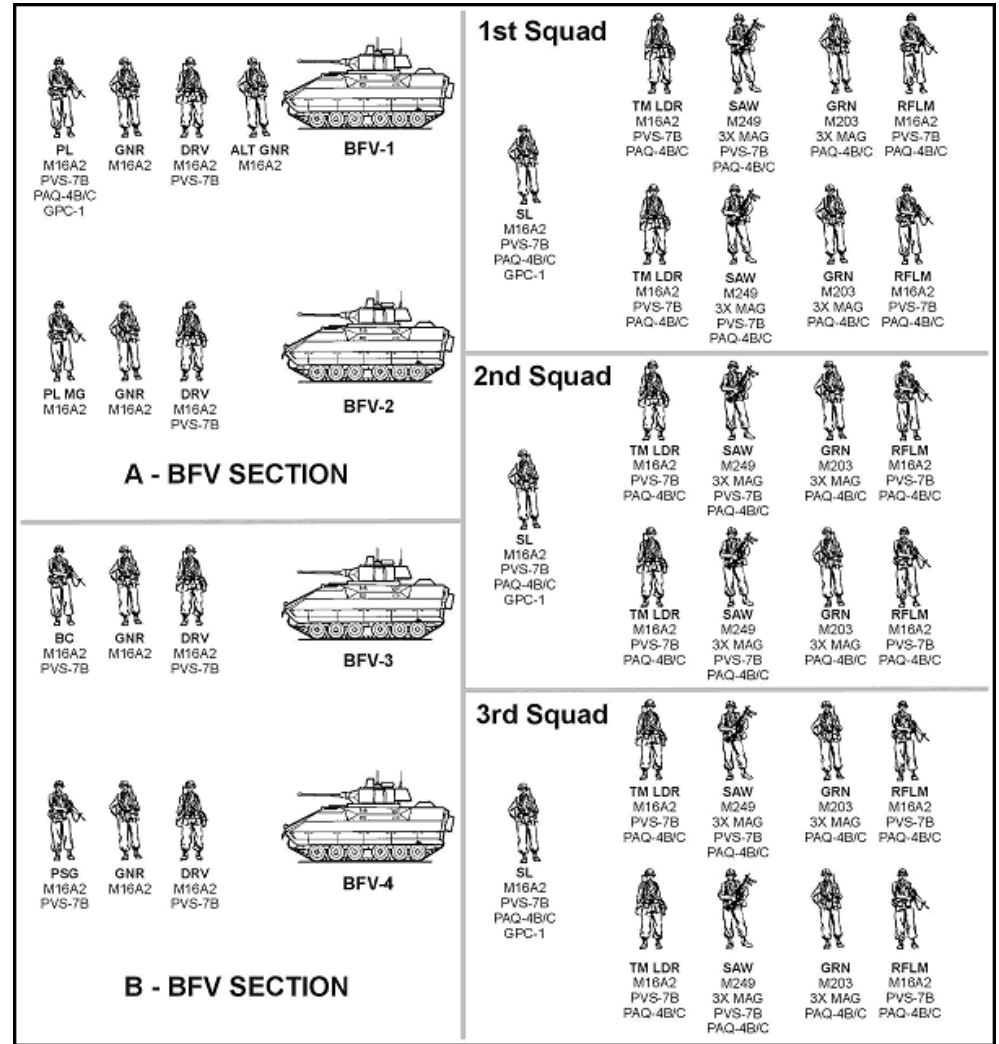 PL
M16A2
PVS-7B
PAQ-4B/C
GPC-1
GNR
M16A2
DRV
M16A2
PVS-7B
ALT GNR
M16A2
BFV-1
PL MG
M16A2
GNR
M16A2
DRV
M16A2
PVS-7B
BFV-2
A - BFV SECTION
BC
M16A2
PVS-7B
GNR
M16A2
DRV
M16A2
PVS-7B
BFV-3
PSG
M16A2
PVS-7B
GNR
M16A2
DRV
M16A2
PVS-7B
BFV-4
B - BFV SECTION
1st Squad
SL
M16A2
PVS-7B
PAQ-4B/C
GPC-1
TM LDR
M16A2
PVS-7B
PAQ-4B/C
SAW
M249
3X MAG
PVS-7B
PAQ-4B/C
GRN
M203
3X MAG
PAQ-4B/C
RFLM
M16A2
PVS-7B
PAQ-4B/C
TM LDR
M16A2
PVS-7B
PAQ-4B/C
SAW
M249
3X MAG
PVS-7B
PAQ-4B/C
GRN
M203
3X MAG
PAQ-4B/C
RFLM
M16A2
PVS-7B
PAQ-4B/C
2nd Squad
SL
M16A2
PVS-7B
PAQ-4B/C
GPC-1
TM LDR
M16A2
PVS-7B
PAQ-4B/C
SAW
M249
3X MAG
PVS-7B
PAQ-4B/C
GRN
M203
3X MAG
PAQ-4B/C
RFLM
M16A2
PVS-7B
PAQ-4B/C
TM LDR
M16A2
PVS-7B
PAQ-4B/C
SAW
M249
3X MAG
PVS-7B
PAQ-4B/C
GRN
M203
3X MAG
PAQ-4B/C
RFLM
M16A2
PVS-7B
PAQ-4B/C
3rd Squad
SL
M16A2
PVS-7B
PAQ-4B/C
GPC-1
TM LDR
M16A2
PVS-7B
PAQ-4B/C
SAW
M249
3X MAG
PVS-7B
PAQ-4B/C
GRN
M203
3X MAG
PAQ-4B/C
RFLM
M16A2
PVS-7B
PAQ-4B/C
TM LDR
M16A2
PVS-7B
PAQ-4B/C
SAW
M249
3X MAG
PVS-7B
PAQ-4B/C
GRN
M203
3X MAG
PAQ-4B/C
RFLM
M16A2
PVS-7B
PAQ-4B/C